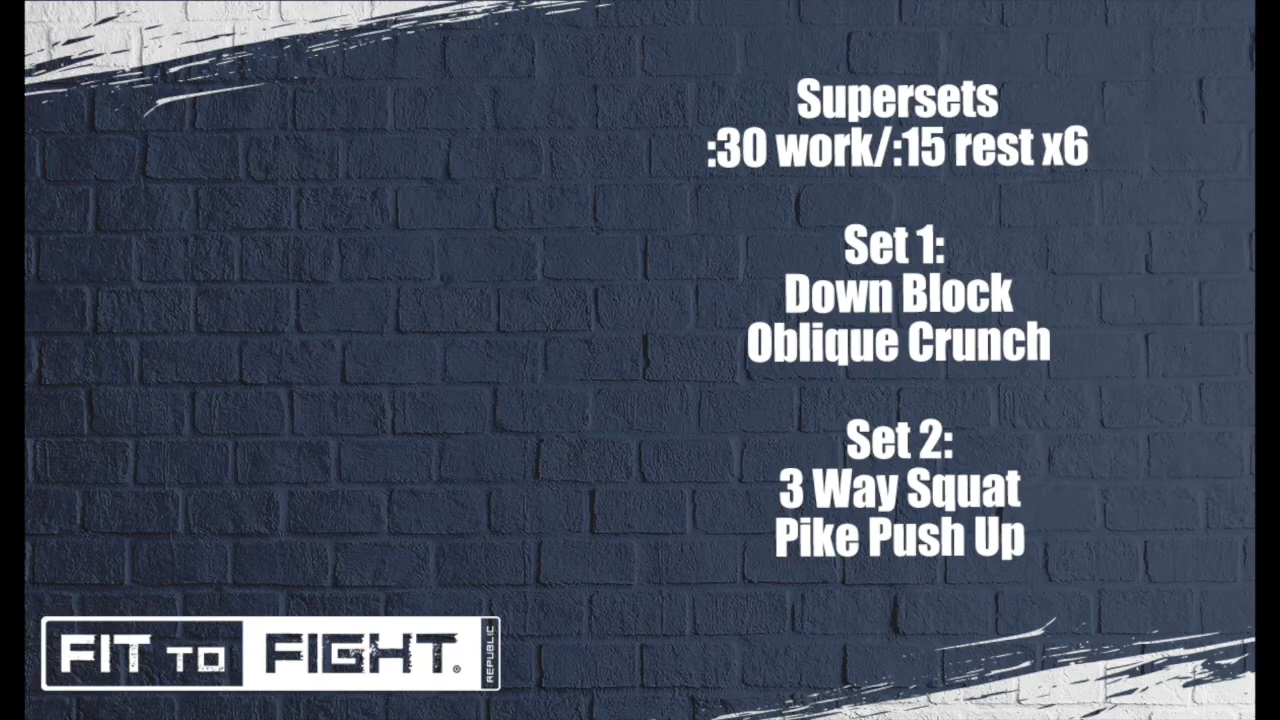 Supersets
:30 work/:15 rest x6
Set 1:
Down Block
Oblique Crunch
Set 2:
3 Way Squat
Pike Push Up
FIT TO FIGHT.® REPUBLIC